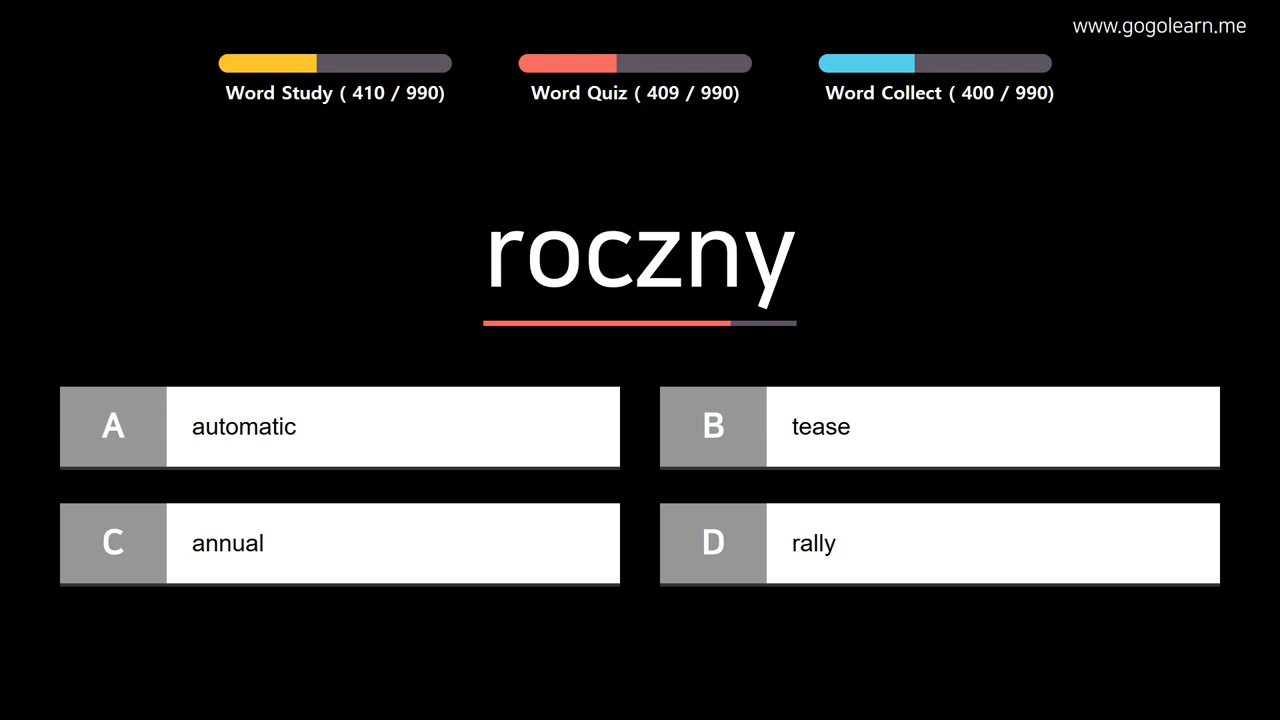 www.gogolearn.me
Word Study ( 410 / 990)
Word Quiz ( 409 / 990)
Word Collect ( 400 / 990)
roczny
A automatic
B tease
C annual
D rally